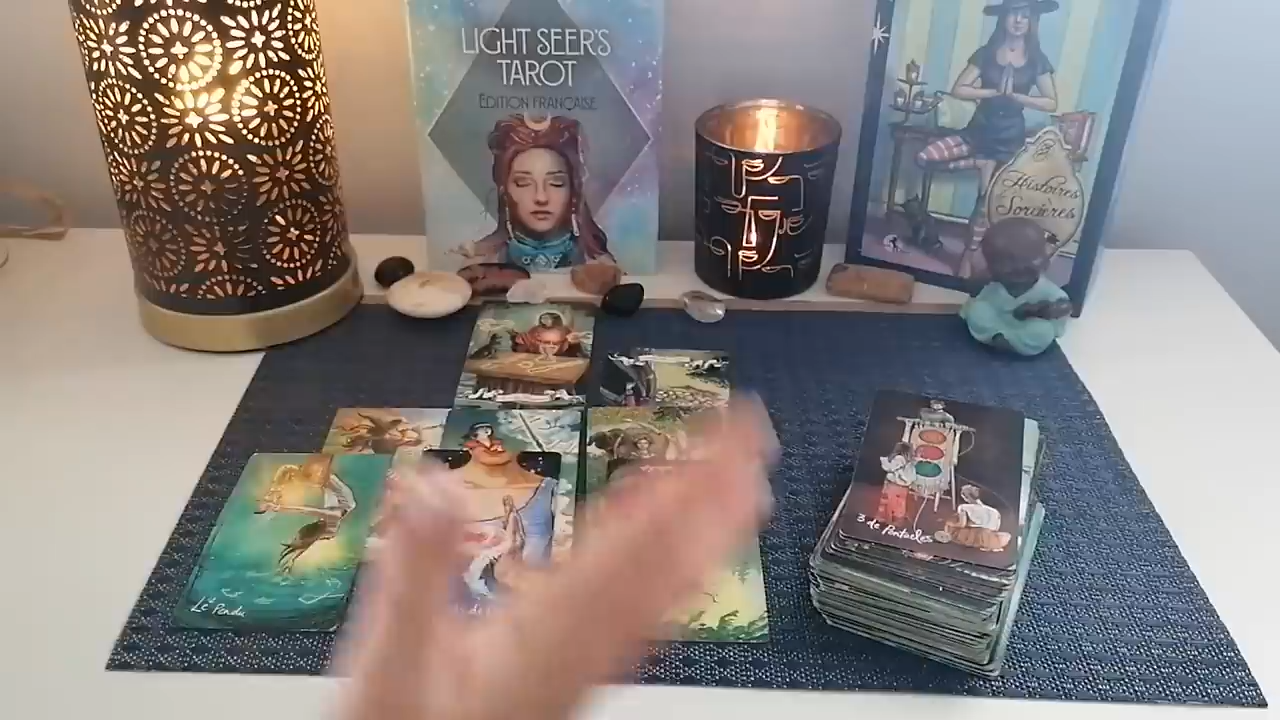 LIGHT SEER'S
TAROT
ÉDITION FRANÇAISE
Histoires
Sorcières
Le Pendu
3 de Pentacles